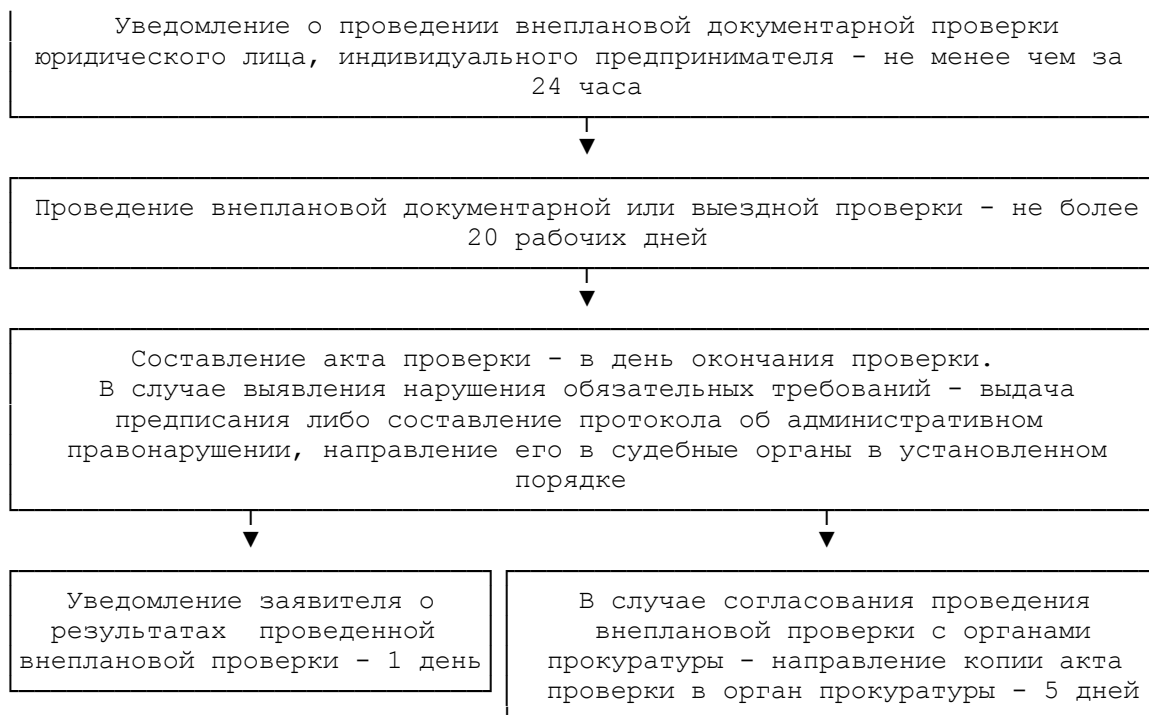 Уведомление о проведении внеплановой документарной проверки
юридического лица, индивидуального предпринимателя - не менее чем за
24 часа
Проведение внеплановой документарной или выездной проверки - не более
20 рабочих дней
Составление акта проверки - в день окончания проверки.
В случае выявления нарушения обязательных требований - выдача
предписания либо составление протокола об административном
правонарушении, направление его в судебные органы в установленном
порядке
Уведомление заявителя о
результатах проведенной
внеплановой проверки - 1 день
В случае согласования проведения
внеплановой проверки с органами
прокуратуры - направление копии акта
проверки в орган прокуратуры - 5 дней